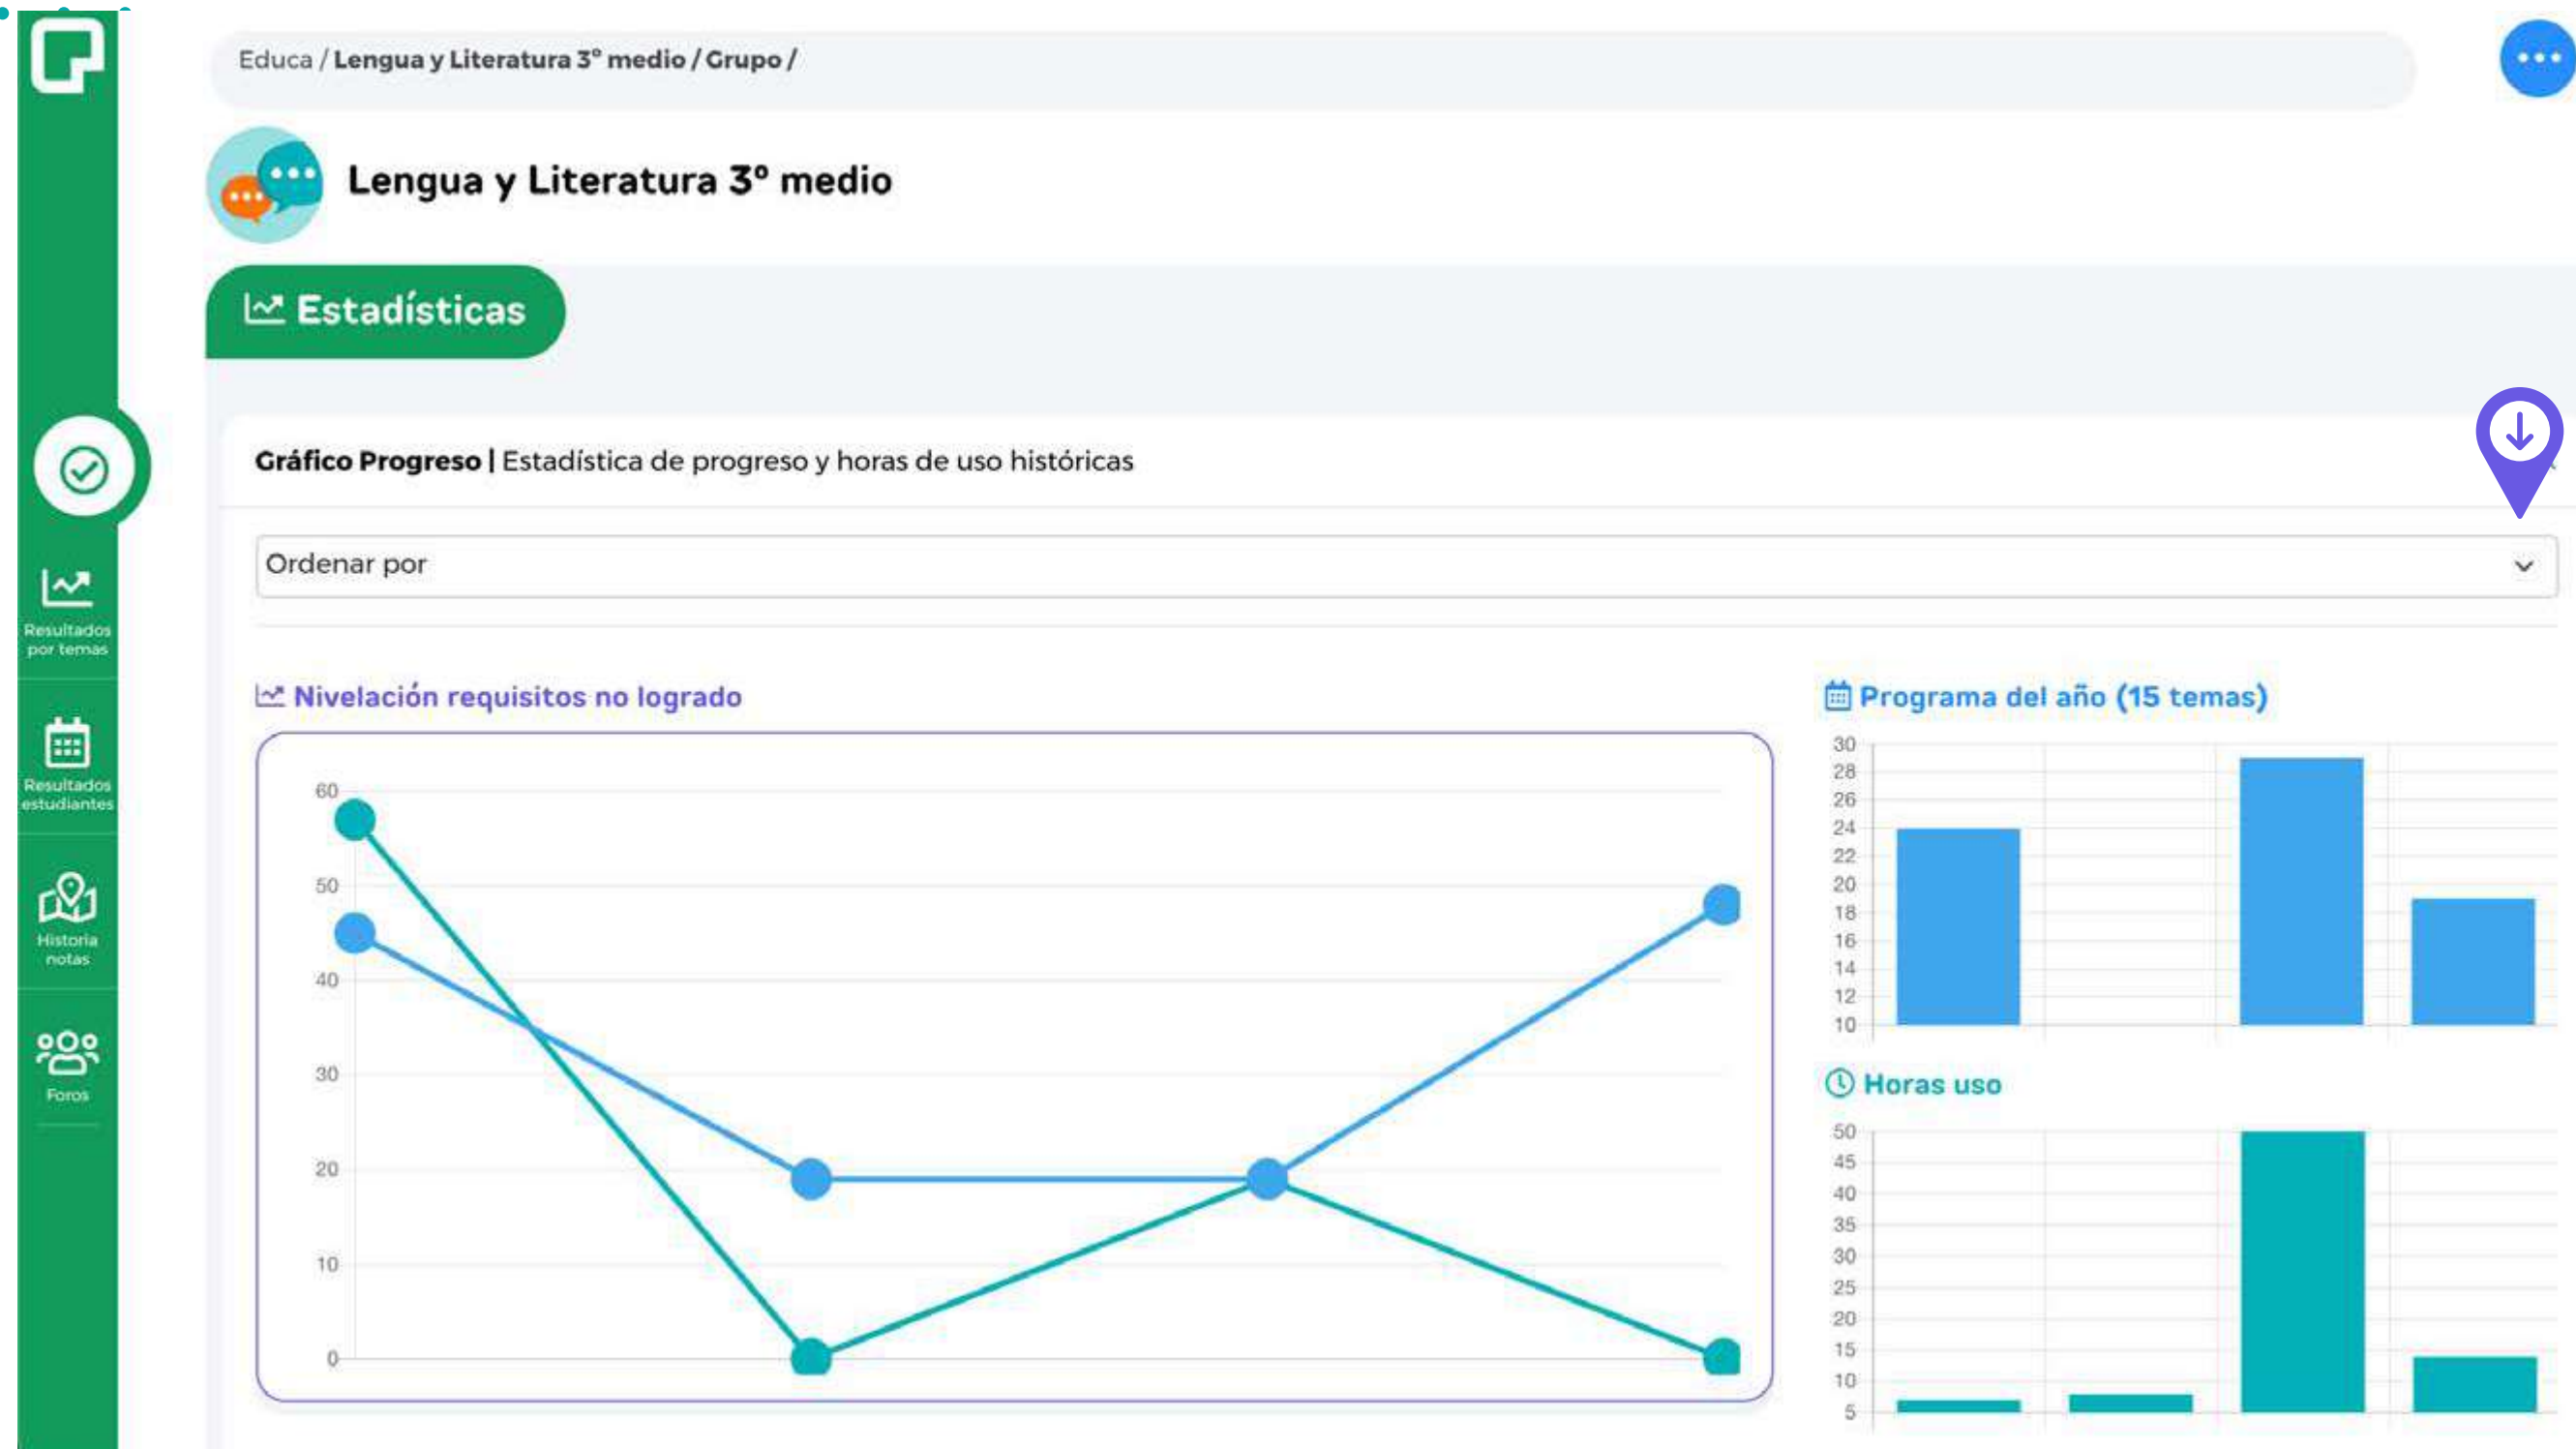 Educa / Lengua y Literatura 3º medio / Grupo /
Lengua y Literatura 3º medio
Estadísticas
Gráfico Progreso | Estadística de progreso y horas de uso históricas
Ordenar por
Resultados
por temas
Resultados
estudiantes
Historia
notas
Foros
Nivelación requisitos no logrado
60
50
40
30
20
10
0
Programa del año (15 temas)
30
28
26
24
22
20
18
16
14
12
10
Horas uso
50
45
40
35
30
25
20
15
10
5